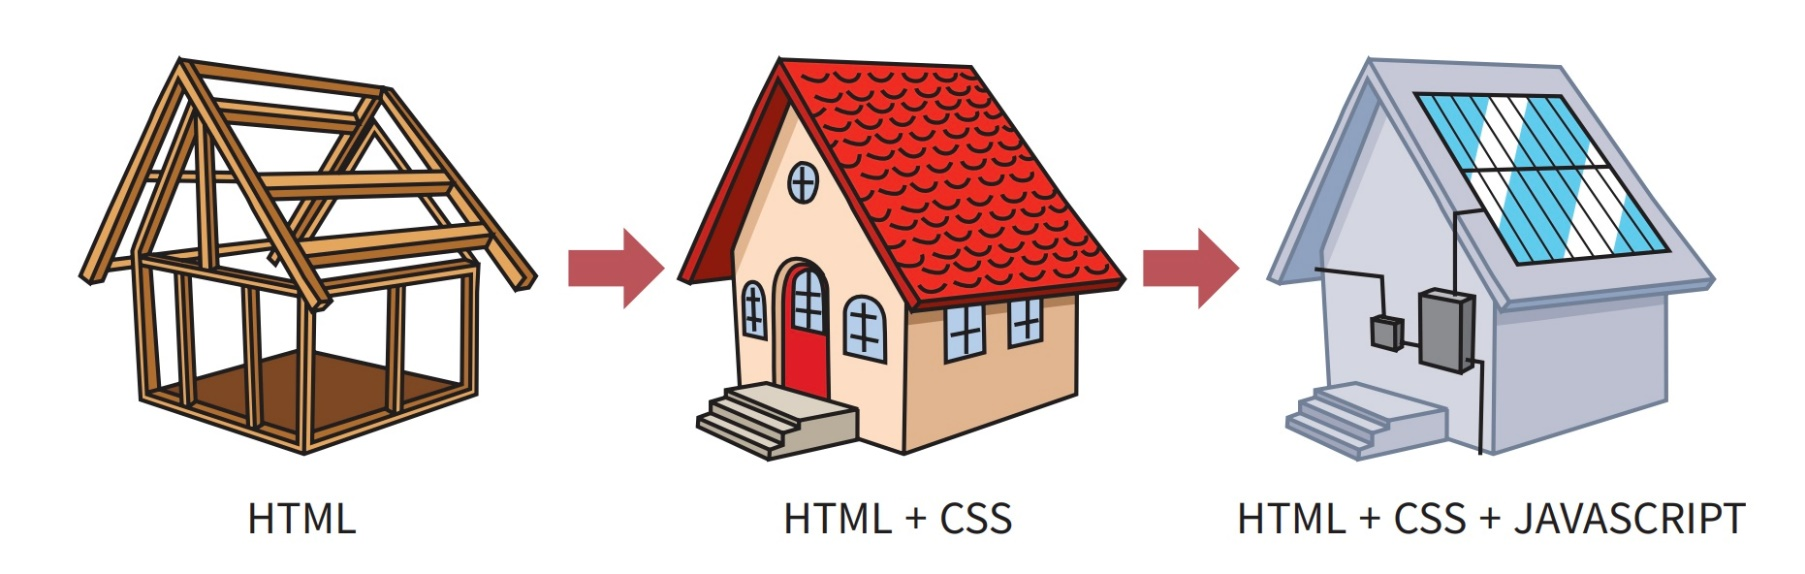 HTML
HTML + CSS
HTML + CSS + JAVASCRIPT